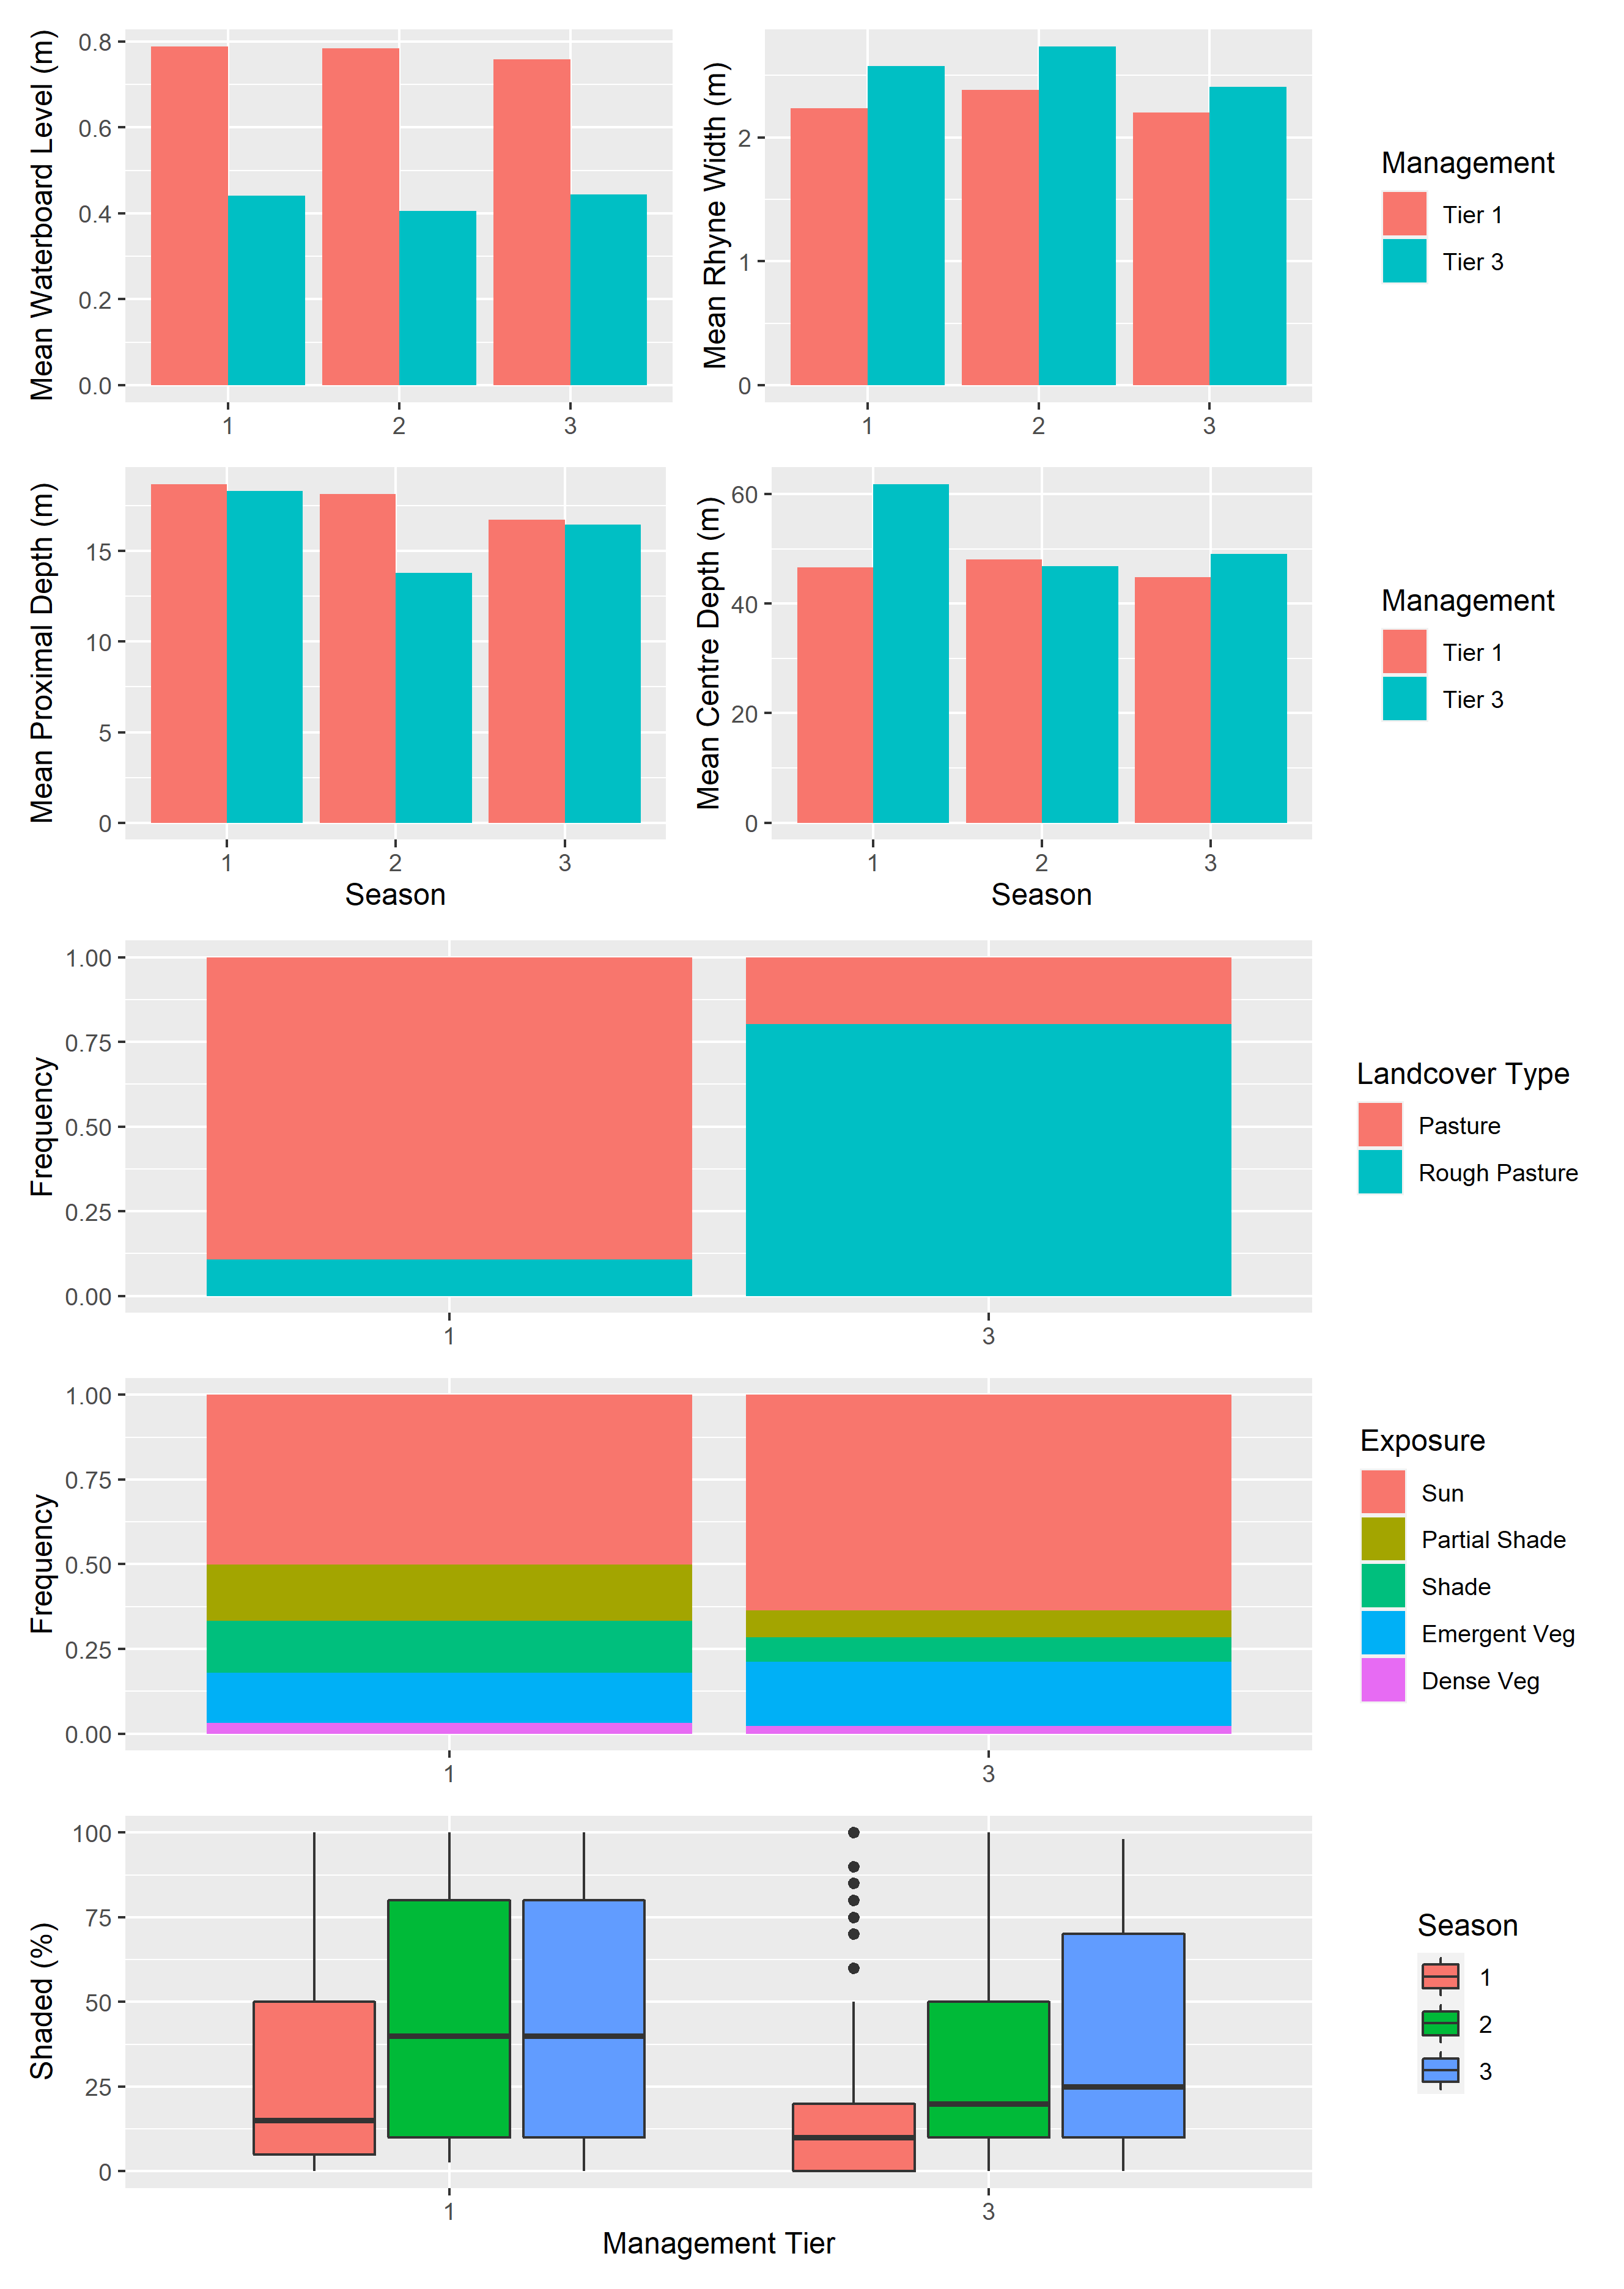 Mean Waterboard Level (m)
0.8
0.6
0.4
0.2
0.0
1 2 3
Mean Rhyne Width (m)
2
1
0
1 2 3
Management
Tier 1
Tier 3
Mean Proximal Depth (m)
15
10
5
0
1 2 3
Season
Mean Centre Depth (m)
60
40
20
0
1 2 3
Season
Management
Tier 1
Tier 3
Frequency
1.00
0.75
0.50
0.25
0.00
1 3
Landcover Type
Pasture
Rough Pasture
Frequency
1.00
0.75
0.50
0.25
0.00
1 3
Exposure
Sun
Partial Shade
Shade
Emergent Veg
Dense Veg
Shaded (%)
100
75
50
25
0
1 3
Management Tier
Season
1
2
3